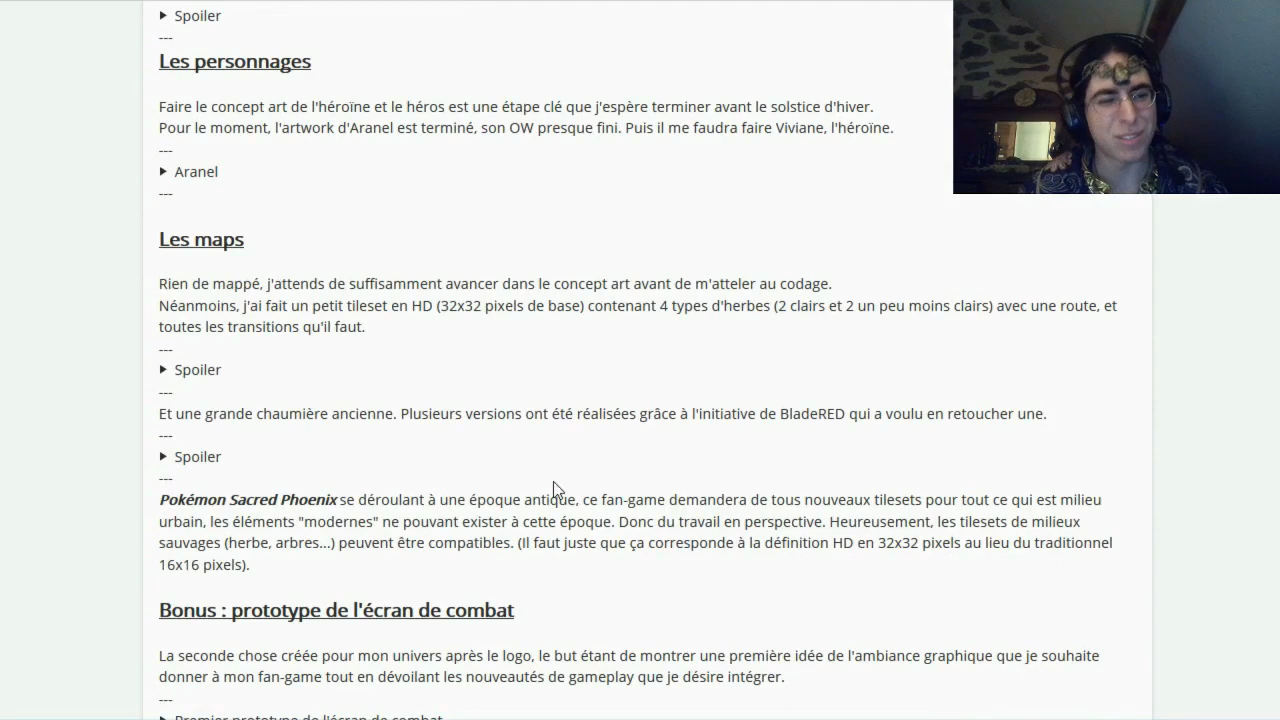 Spoiler
---
Les personnages
Faire le concept art de l'héroïne et le héros est une étape clé que j'espère terminer avant le solstice d'hiver.
Pour le moment, l'artwork d'Aranel est terminé, son OW presque fini. Puis il me faudra faire Viviane, l'héroïne.
---
Aranel
---
Les maps
Rien de mappé, j'attends de suffisamment avancer dans le concept art avant de m'atteler au codage.
Néanmoins, j'ai fait un petit tileset en HD (32x32 pixels de base) contenant 4 types d'herbes (2 clairs et 2 un peu moins clairs) avec une route, et
toutes les transitions qu'il faut.
---
Spoiler
---
Et une grande chaumière ancienne. Plusieurs versions ont été réalisées grâce à l'initiative de BladeRED qui a voulu en retoucher une.
---
Spoiler
---
Pokémon Sacred Phoenix se déroulant à une époque antique, ce fan-game demandera de tous nouveaux tilesets pour tout ce qui est milieu
urbain, les éléments "modernes" ne pouvant exister à cette époque. Donc du travail en perspective. Heureusement, les tilesets de milieux
sauvages (herbe, arbres...) peuvent être compatibles. (Il faut juste que ça corresponde à la définition HD en 32x32 pixels au lieu du traditionnel
16x16 pixels).
Bonus : prototype de l'écran de combat
La seconde chose créée pour mon univers après le logo, le but étant de montrer une première idée de l'ambiance graphique que je souhaite
donner à mon fan-game tout en dévoilant les nouveautés de gameplay que je désire intégrer.
---
Premier prototype de l'écran de combat